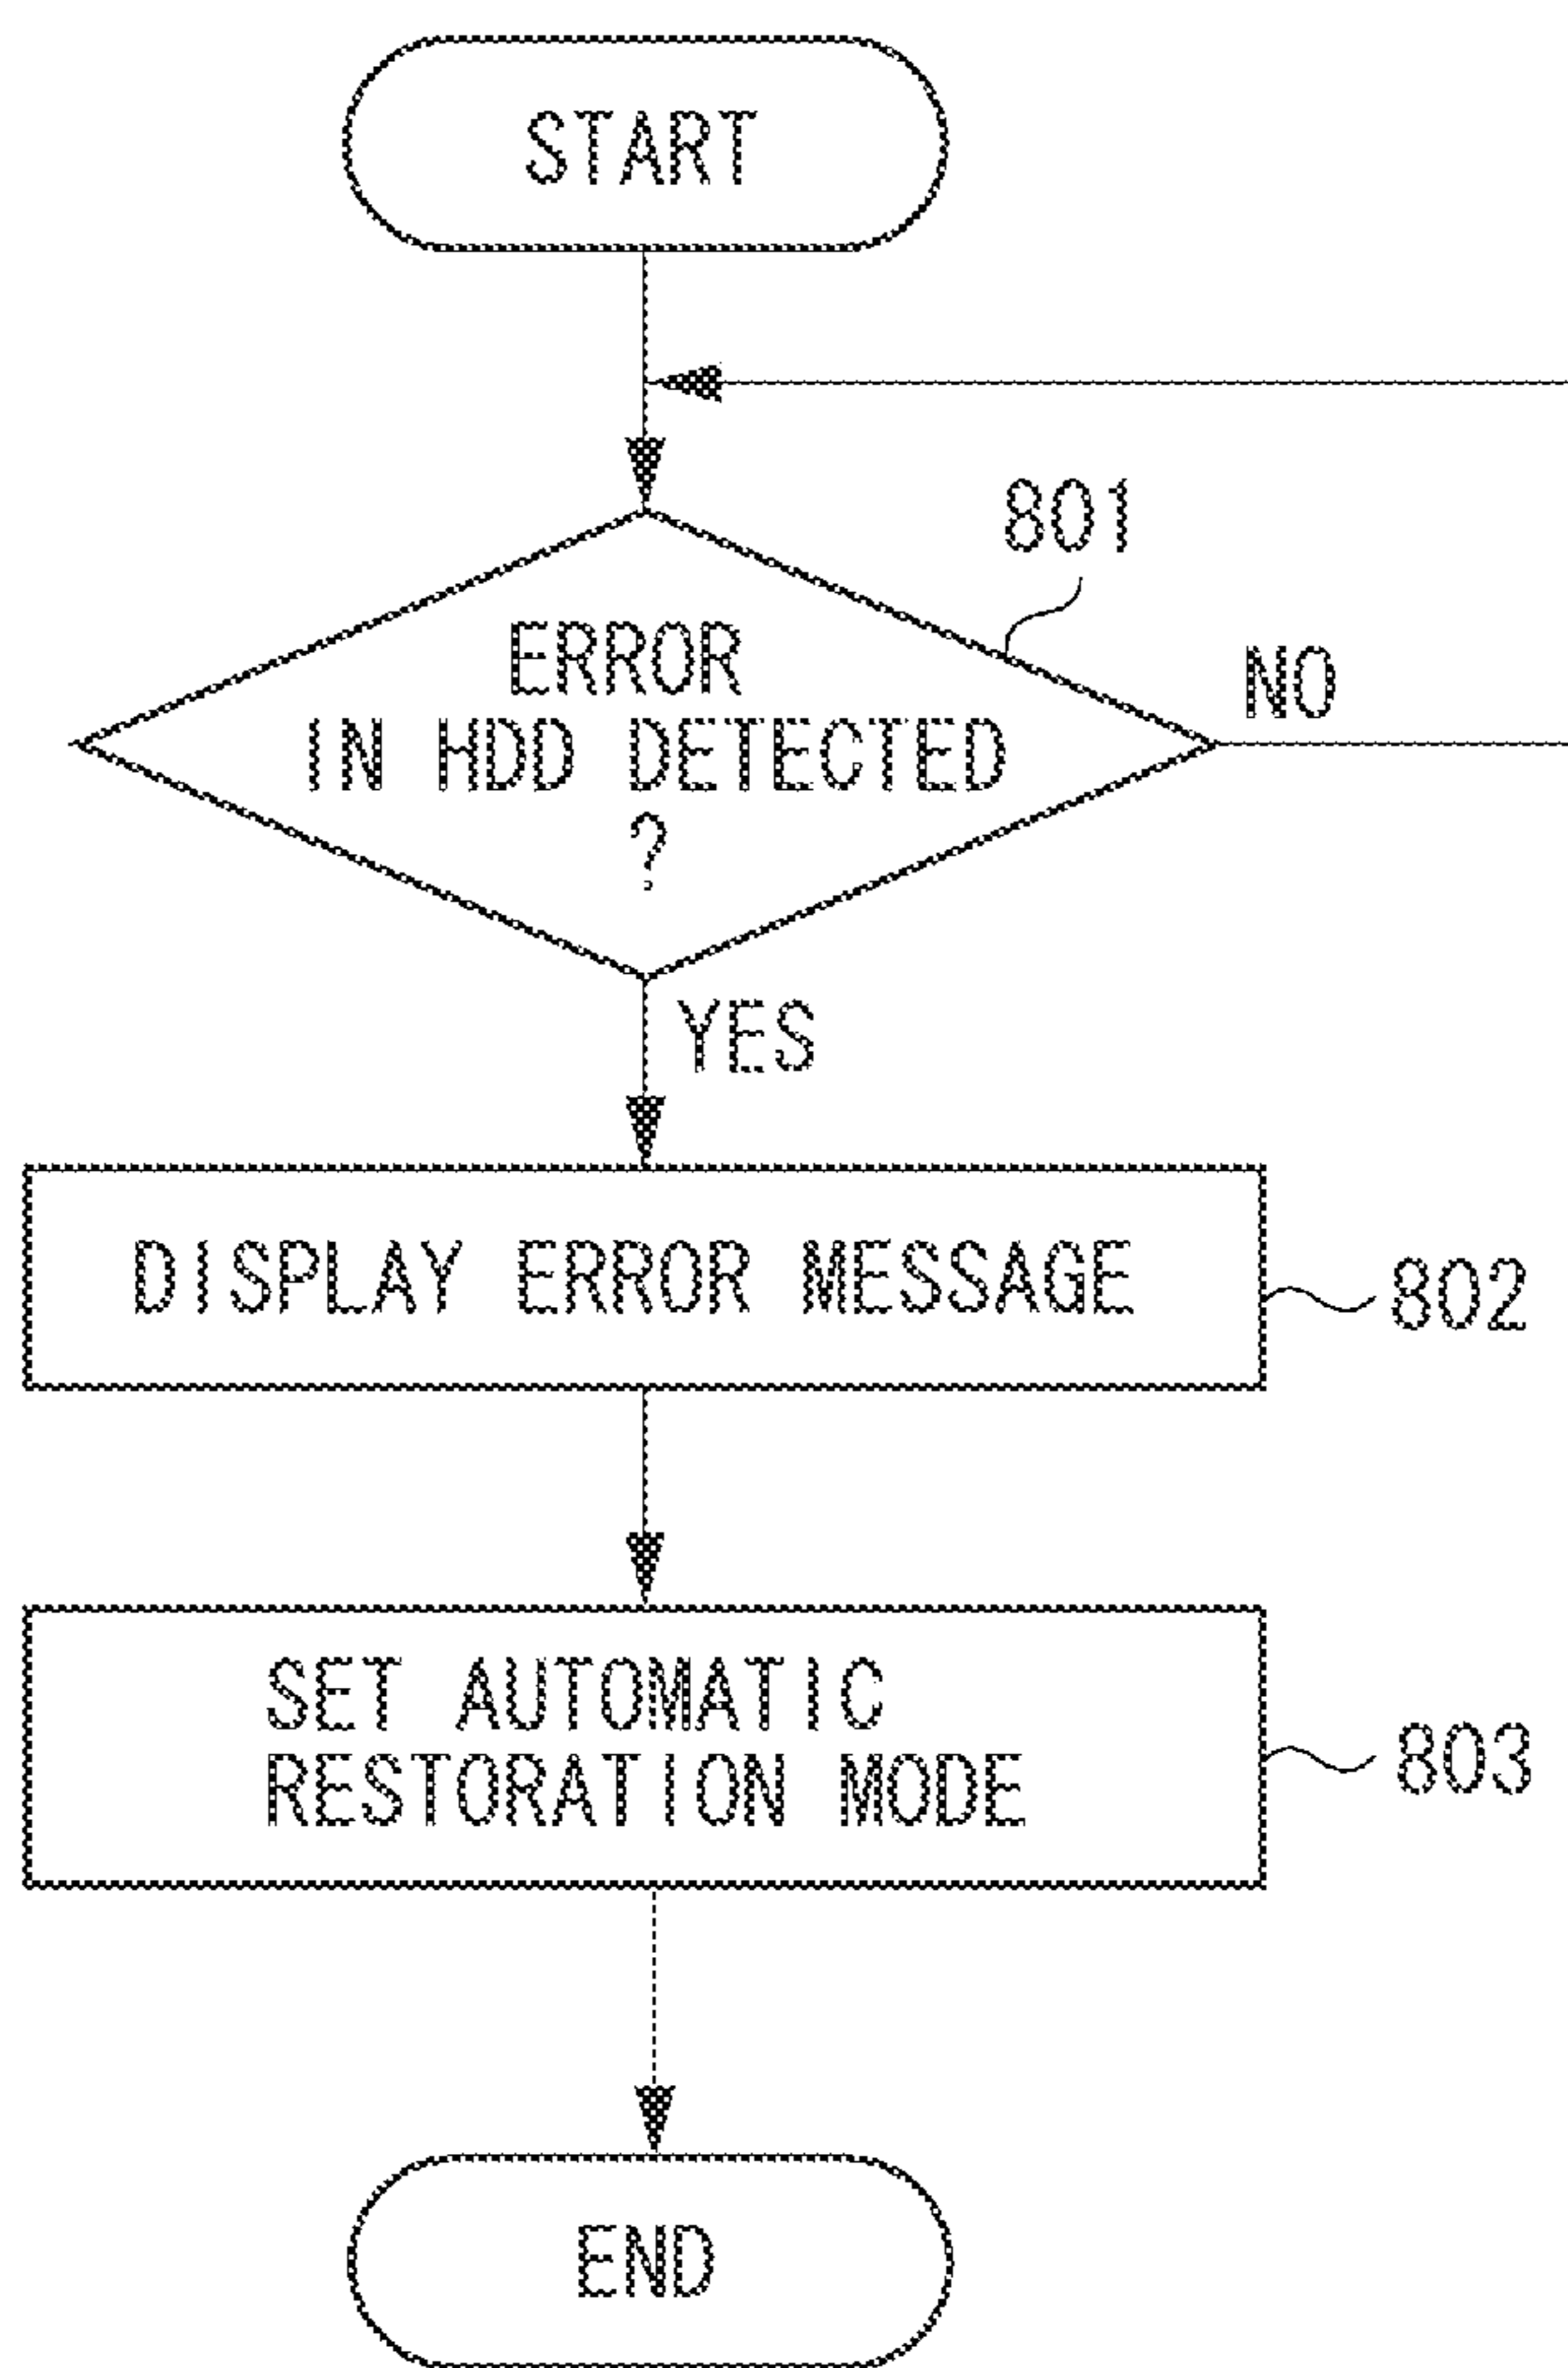 START
801
ERROR
IN HDD DETECTED
?
NO
YES
DISPLAY ERROR MESSAGE
802
SET AUTOMATIC
RESTORATION MODE
803
END